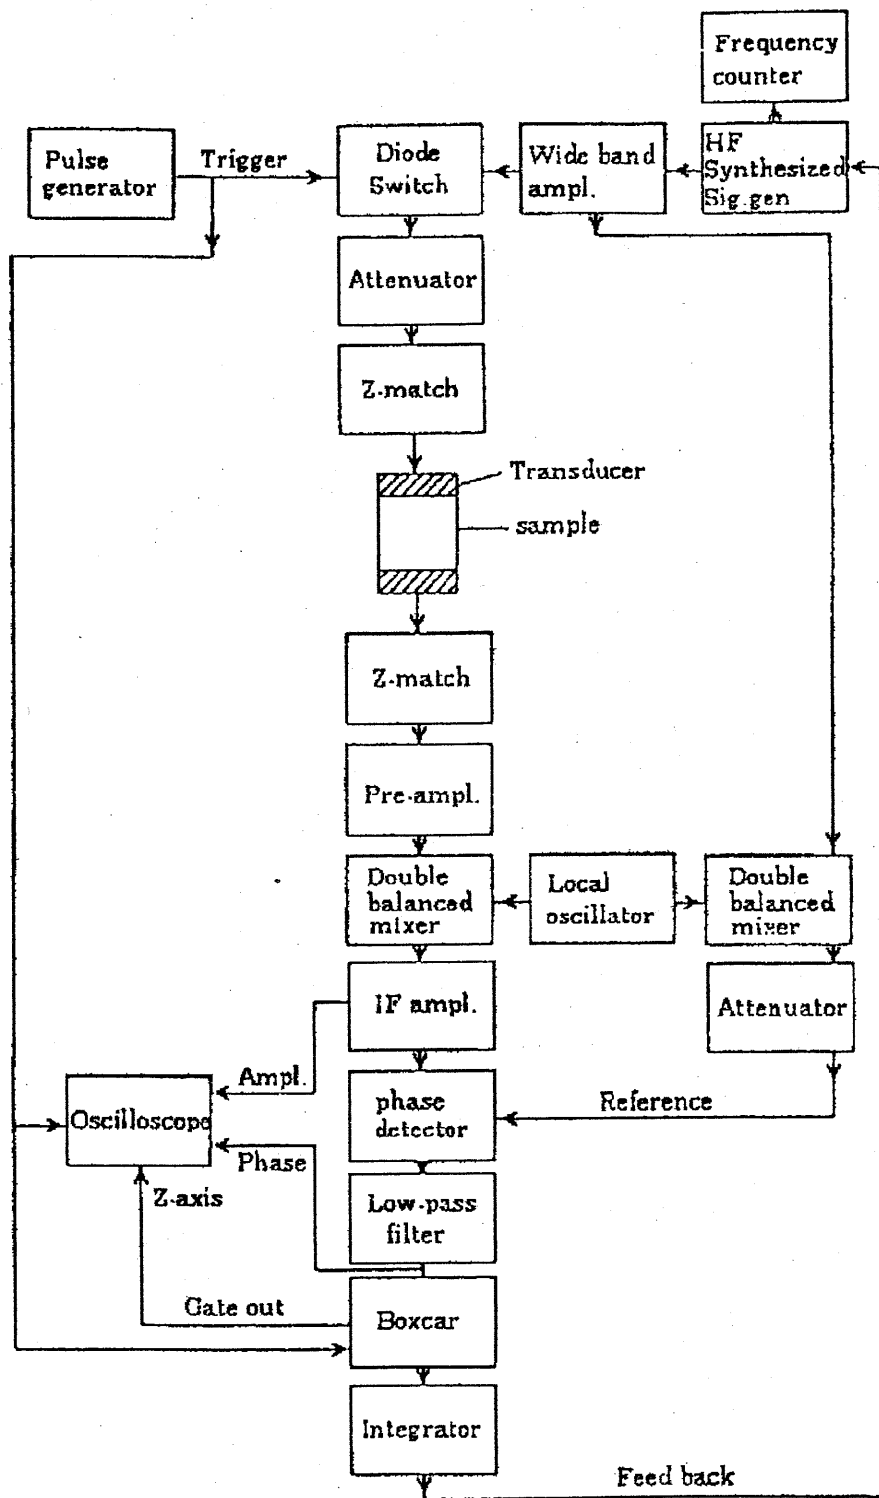 Frequency
counter
Pulse
generator
Trigger
Diode
Switch
Wide band
ampl.
HF
Synthesized
Sig.gen
Attenuator
Z-match
Transducer
sample
Z-match
Pre-ampl.
Double
balanced
mixer
Local
oscillator
Double
balanced
mixer
IF ampl.
Attenuator
Ampl.
Oscilloscope
phase
detector
Reference
Phase
Z-axis
Low-pass
filter
Gate out
Boxcar
Integrator
Feed back